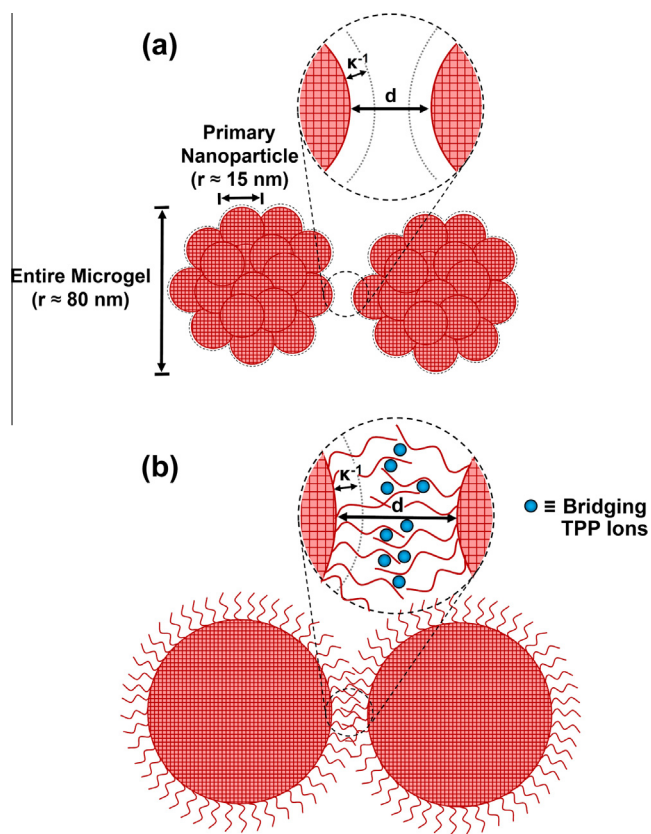 (a)
κ-1
d
Primary
Nanoparticle
(r ≈ 15 nm)
Entire Microgel
(r ≈ 80 nm)
(b)
κ-1
d
≡ Bridging
TPP Ions